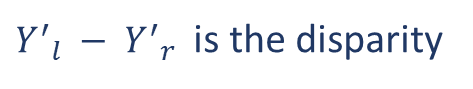 Y′ₗ − Y′ᵣ is the disparity